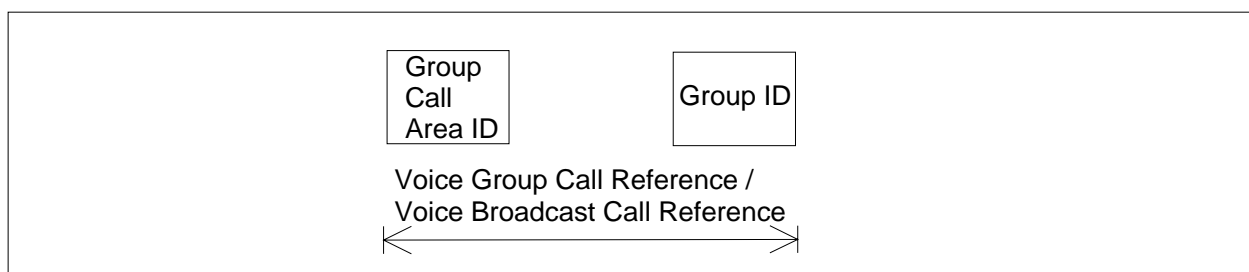 Group
Call
Area ID
Group ID
Voice Group Call Reference /
Voice Broadcast Call Reference